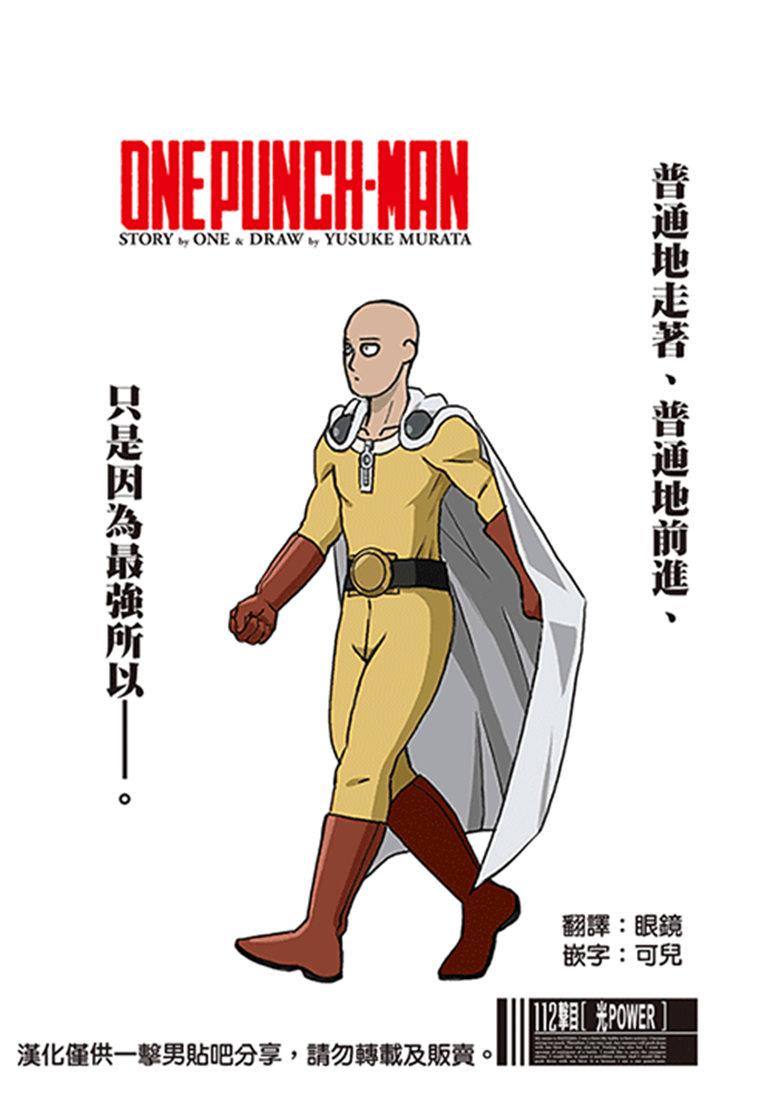 ONEPUNCH-MAN
STORY by ONE & DRAW by YUSUKE MURATA
普通地走著、普通地前進、
只是因為最強所以——。
翻譯：眼鏡
嵌字：可兒
112擊目[ 光POWER ]
漢化僅供一擊男貼吧分享，請勿轉載及販賣。